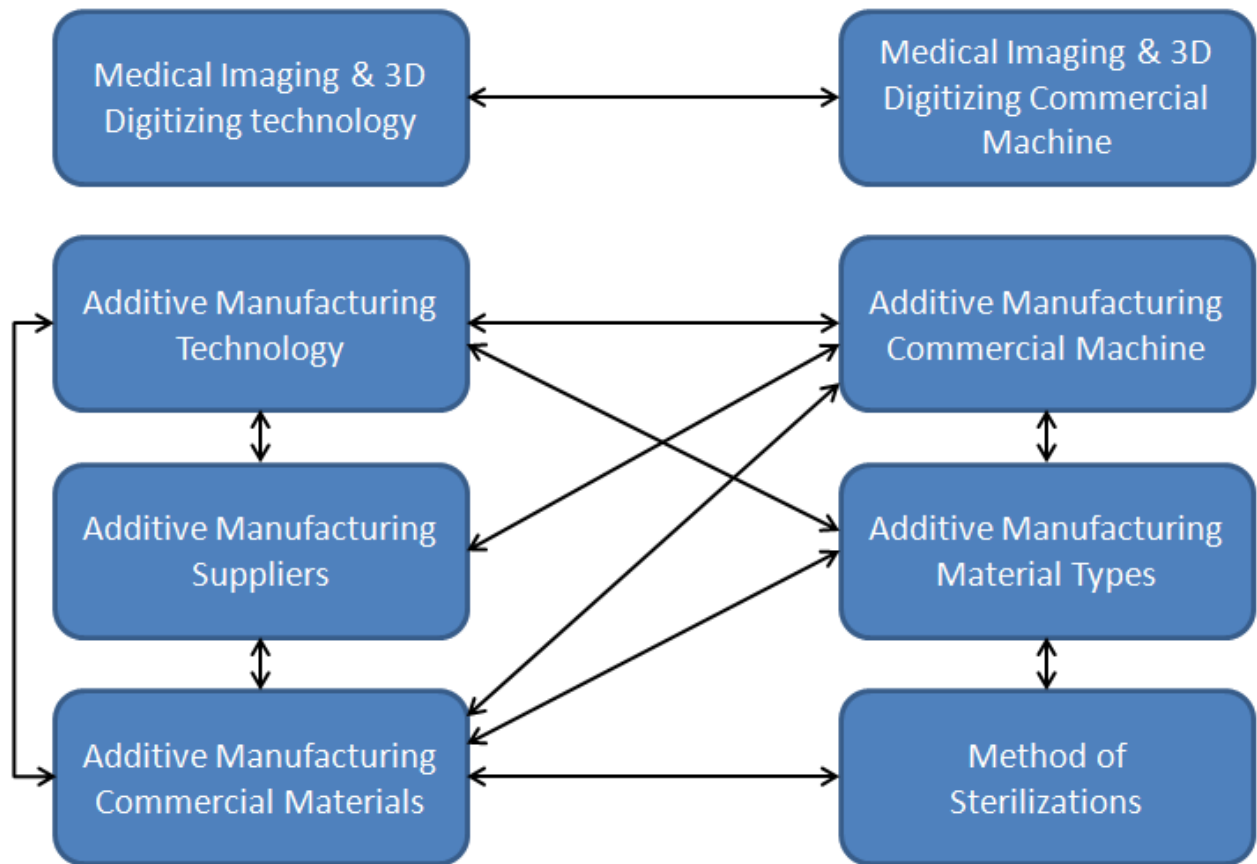 Medical Imaging & 3D
Digitizing technology
Medical Imaging & 3D
Digitizing Commercial
Machine
Additive Manufacturing
Technology
Additive Manufacturing
Commercial Machine
Additive Manufacturing
Suppliers
Additive Manufacturing
Material Types
Additive Manufacturing
Commercial Materials
Method of
Sterilizations